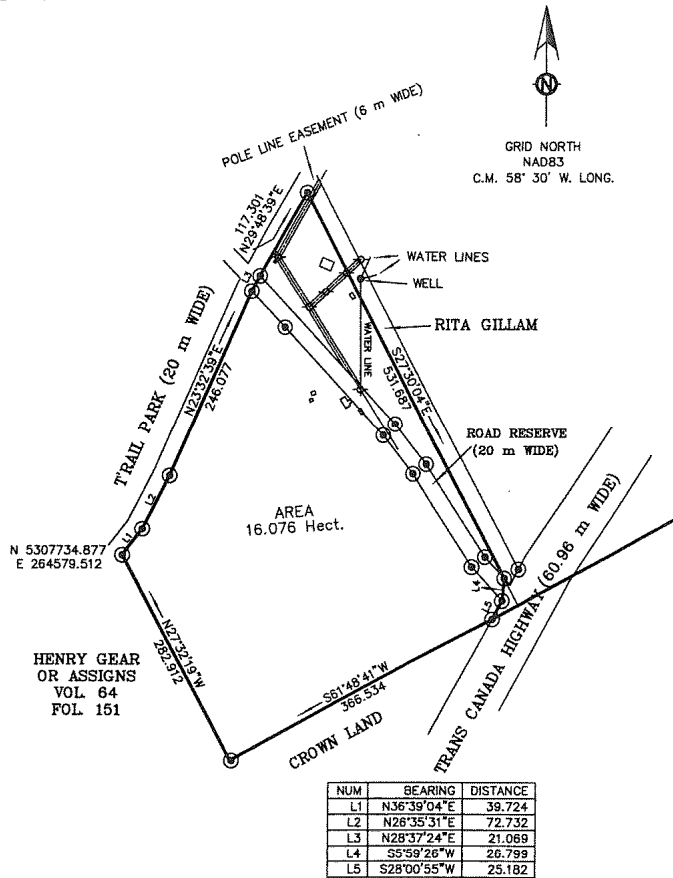 N
GRID NORTH
NAD83
C.M. 58° 30' W. LONG.
POLE LINE EASEMENT (6 m WIDE)
117.301
N29°48'39"E
L3
WATER LINES
WELL
WATER LINE
RITA GILLAM
S27°30'04"E
531.687
TRAIL PARK (20 m WIDE)
N23°32'39"E
246.077
ROAD RESERVE
(20 m WIDE)
L2
L1
AREA
16.076 Hect.
N 5307734.877
E 264579.512
L4
L5
TRANS CANADA HIGHWAY (60.96 m WIDE)
N27°32'19"W
282.912
HENRY GEAR
OR ASSIGNS
VOL. 64
FOL. 151
S61°48'41"W
366.534
CROWN LAND
NUM BEARING DISTANCE
L1 N36°39'04"E 39.724
L2 N26°35'31"E 72.732
L3 N28°37'24"E 21.069
L4 S5°59'26"W 26.799
L5 S28°00'55"W 25.182